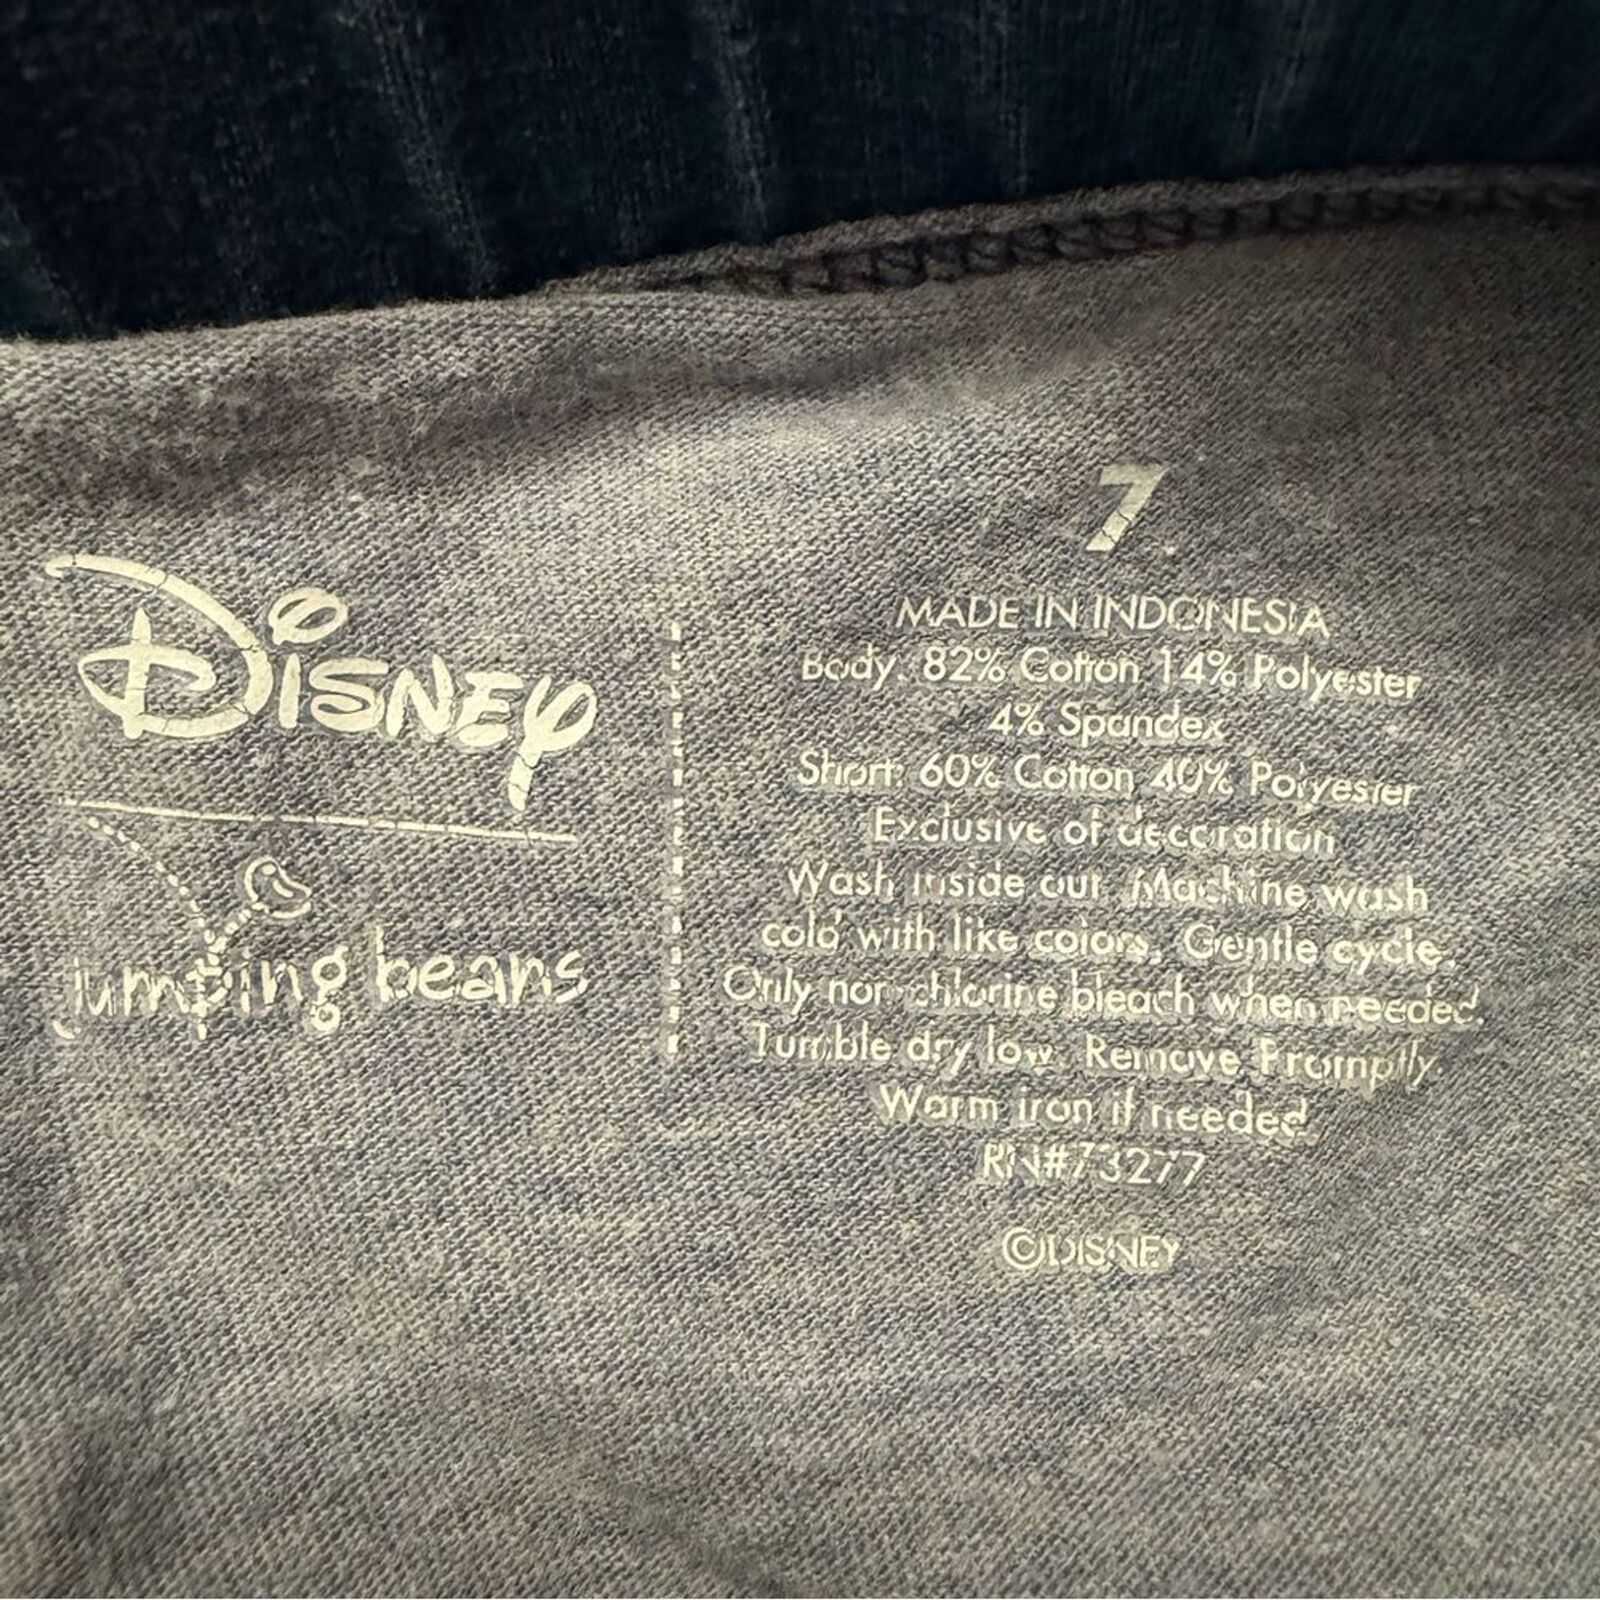 DISNEY
jumping beans
7
MADE IN INDONESIA
Body: 82% Cotton 14% Polyester
4% Spandex
Short: 60% Cotton 40% Polyester
Exclusive of decoration
Wash inside out. Machine wash
cold with like colors. Gentle cycle.
Only non-chlorine bleach when needed.
Tumble dry low. Remove Promptly.
Warm iron if needed.
RN#73277
©DISNEY